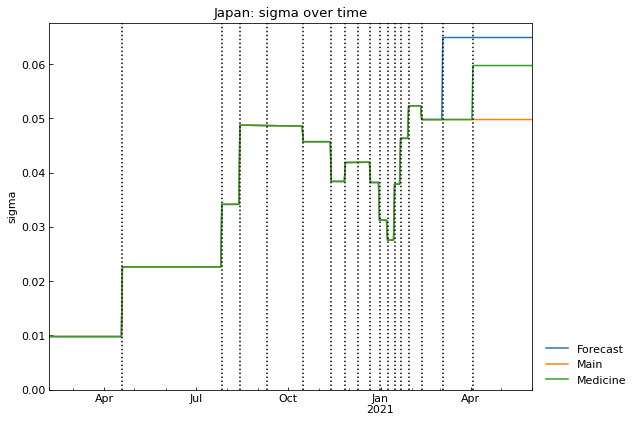 Japan: sigma over time
0.06
0.05
0.04
0.03
0.02
0.01
0.00
sigma
Apr
Jul
Oct
Jan
2021
Apr
Forecast
Main
Medicine